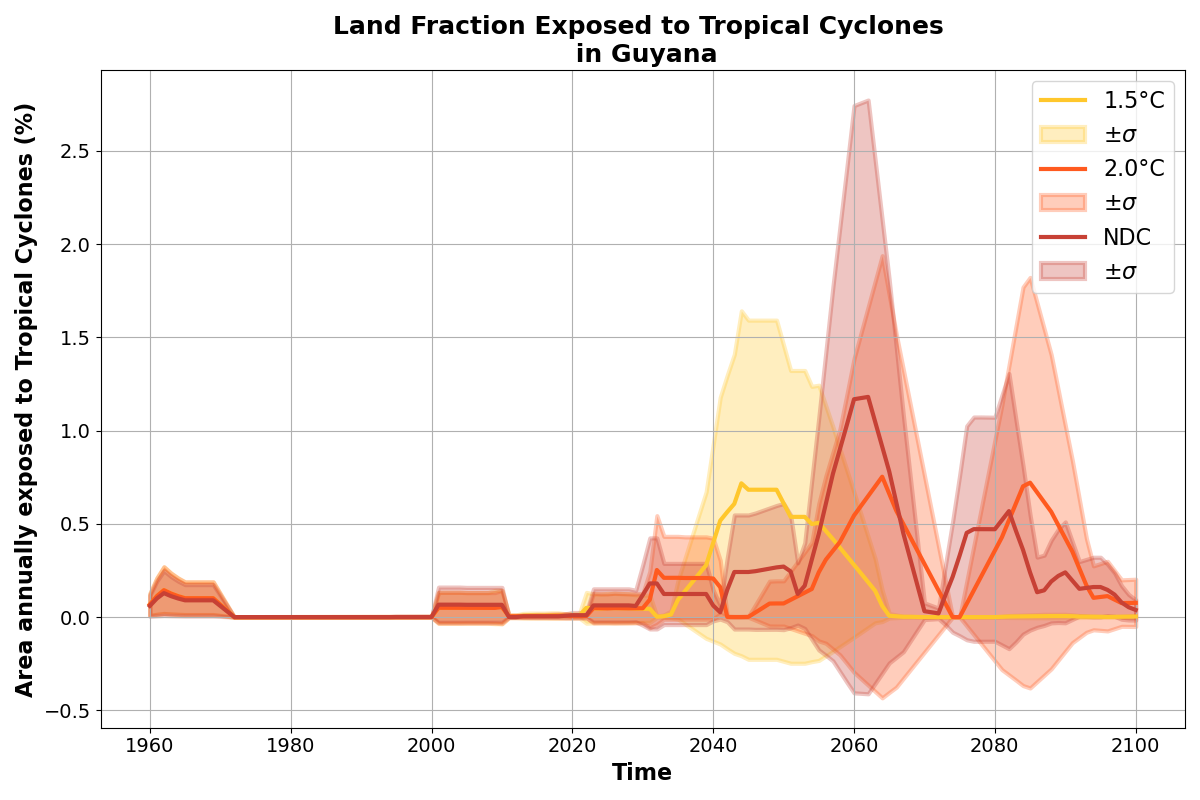 Land Fraction Exposed to Tropical Cyclones
in Guyana
Area annually exposed to Tropical Cyclones (%)
2.5
2.0
1.5
1.0
0.5
0.0
−0.5
1960
1980
2000
2020
2040
2060
2080
2100
Time
1.5°C
±σ
2.0°C
±σ
NDC
±σ